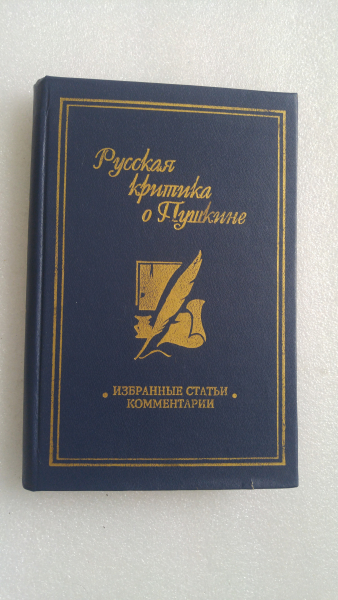 Русская
критика
о Пушкине
• ИЗБРАННЫЕ СТАТЬИ •
КОММЕНТАРИИ